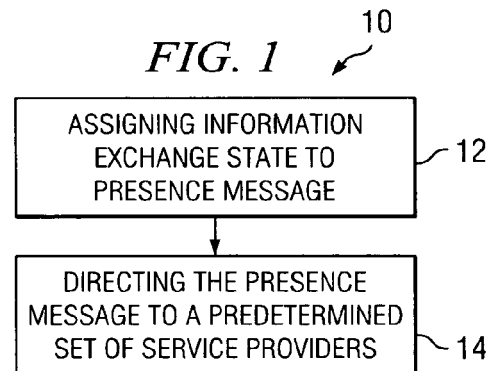 FIG. 1
10
ASSIGNING INFORMATION
EXCHANGE STATE TO
PRESENCE MESSAGE
12
DIRECTING THE PRESENCE
MESSAGE TO A PREDETERMINED
SET OF SERVICE PROVIDERS
14